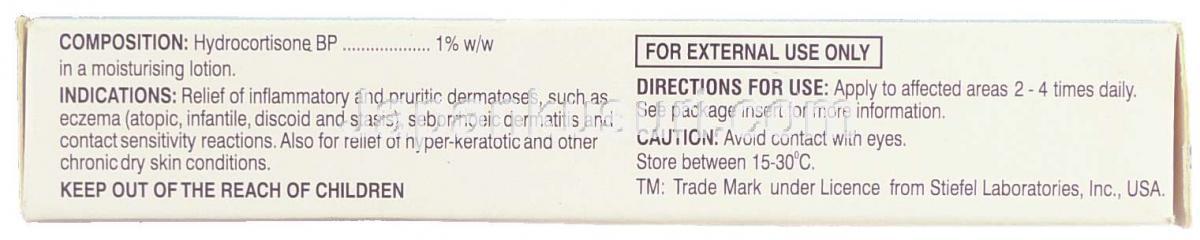 COMPOSITION: Hydrocortisone BP ................... 1% w/w
in a moisturising lotion.
INDICATIONS: Relief of inflammatory and pruritic dermatoses, such as
eczema (atopic, infantile, discoid and stasis), seborrhoeic dermatitis and
contact sensitivity reactions. Also for relief of hyper-keratotic and other
chronic dry skin conditions.
KEEP OUT OF THE REACH OF CHILDREN
FOR EXTERNAL USE ONLY
DIRECTIONS FOR USE: Apply to affected areas 2 - 4 times daily.
See package insert for more information.
CAUTION: Avoid contact with eyes.
Store between 15-30°C.
TM: Trade Mark under Licence from Stiefel Laboratories, Inc., USA.
japankusuri.com